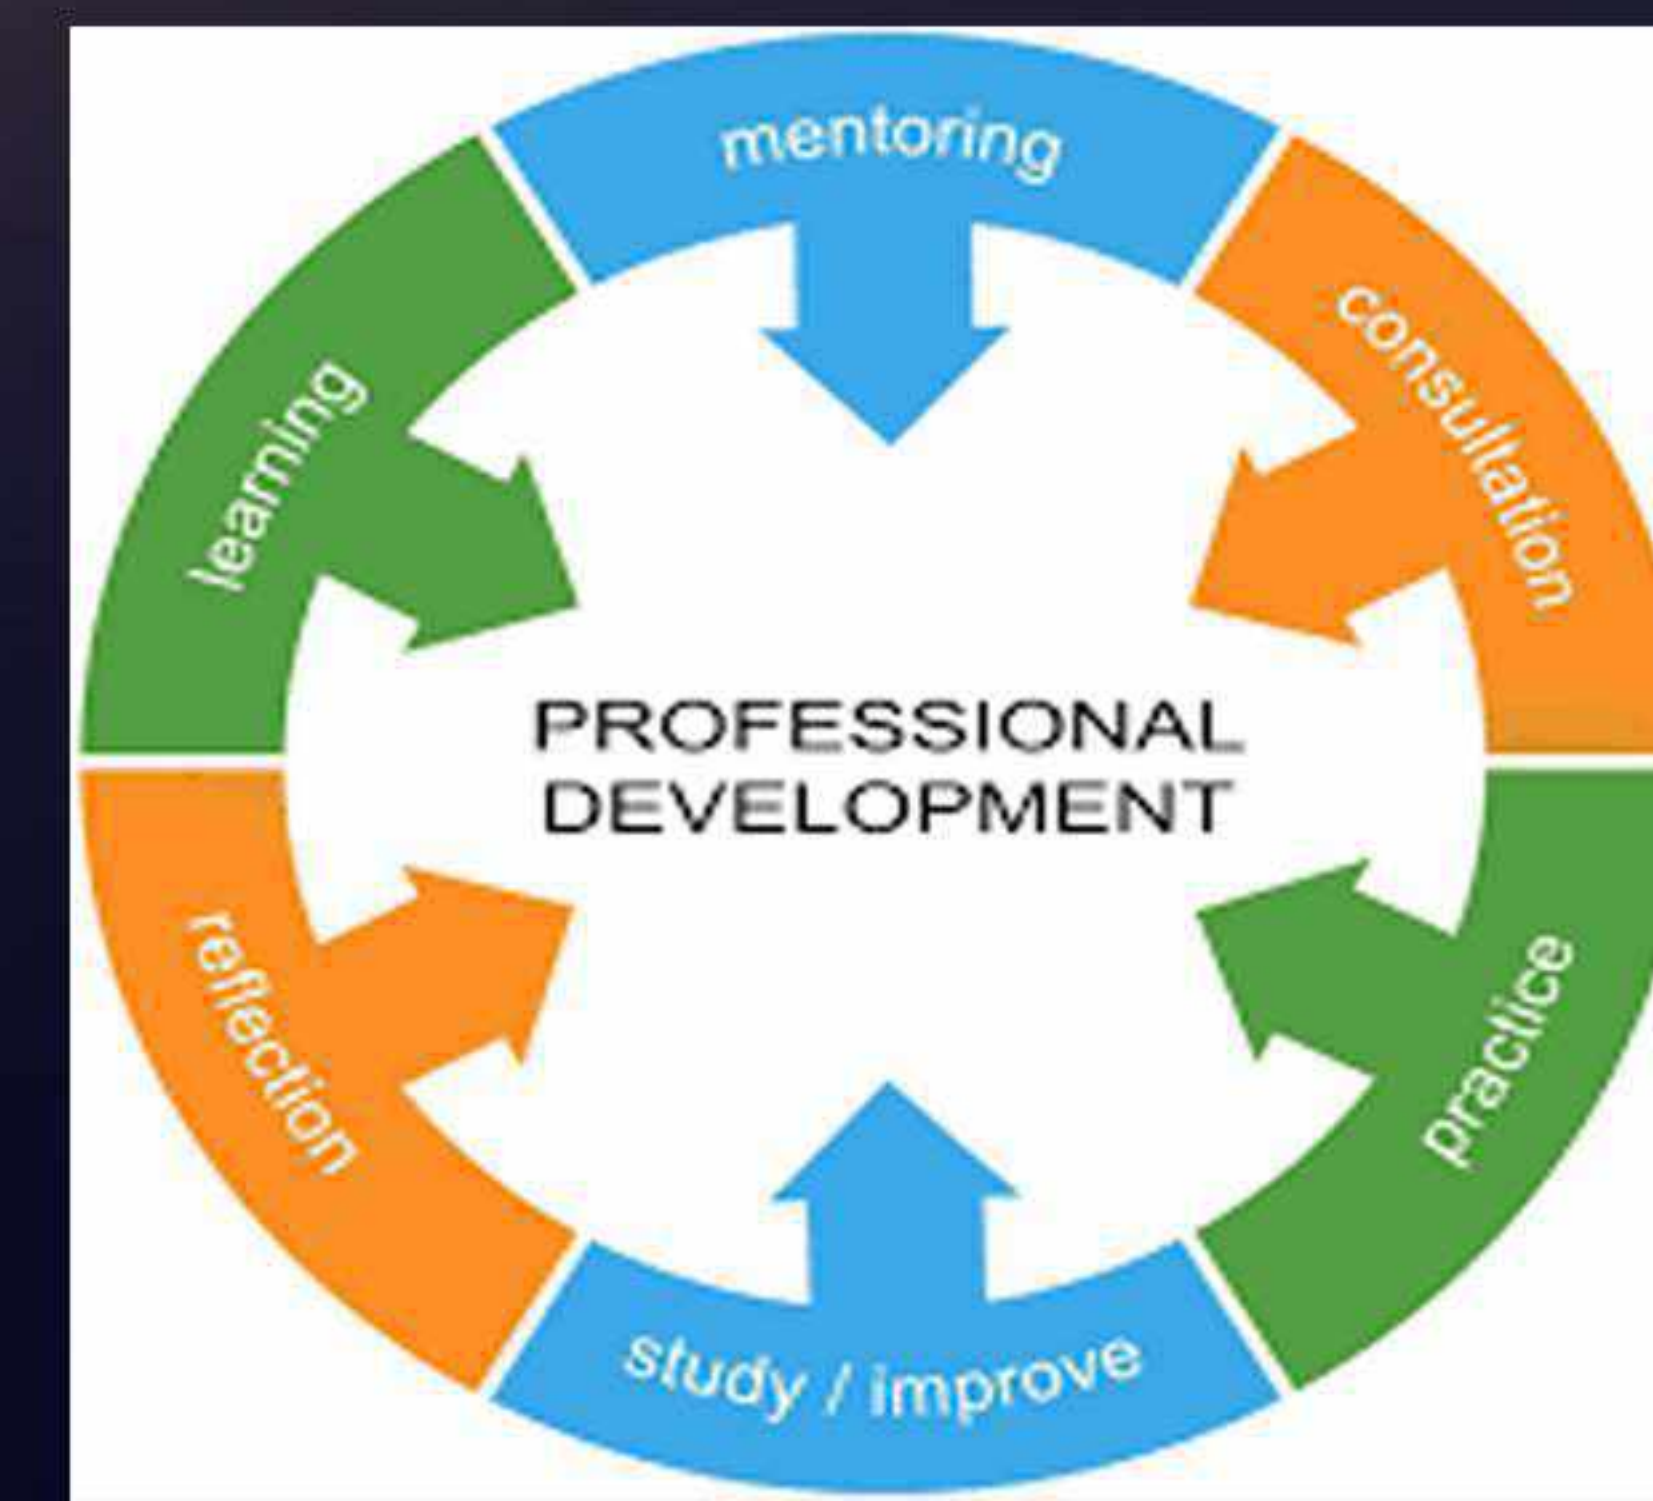 mentoring
consultation
practice
study / improve
reflection
learning
PROFESSIONAL
DEVELOPMENT